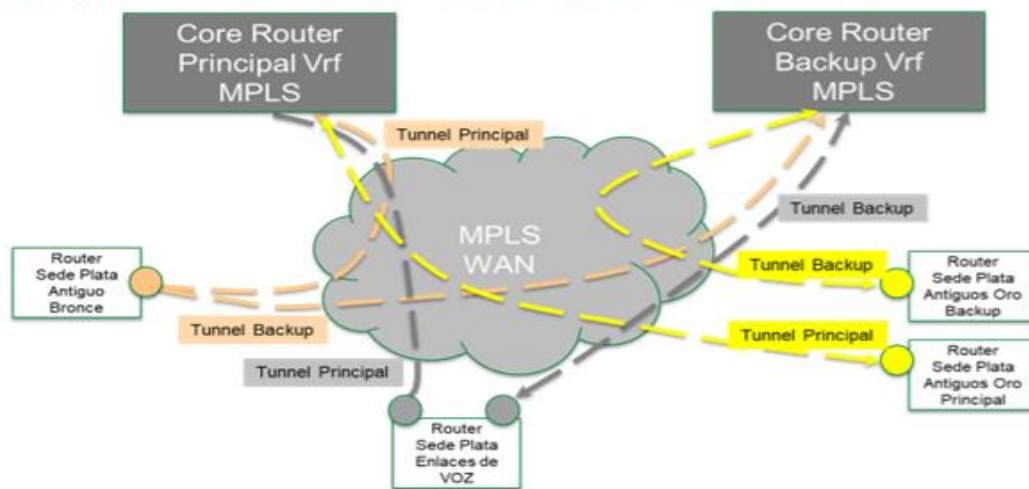 Core Router
Principal Vrf
MPLS
Core Router
Backup Vrf
MPLS
Tunnel Principal
Tunnel Backup
MPLS
WAN
Router
Sede Plata
Antiguo
Bronce
Tunnel Backup
Router
Sede Plata
Antiguos Oro
Backup
Tunnel Backup
Tunnel Principal
Tunnel Principal
Router
Sede Plata
Antiguos Oro
Principal
Router
Sede Plata
Enlaces de
VOZ